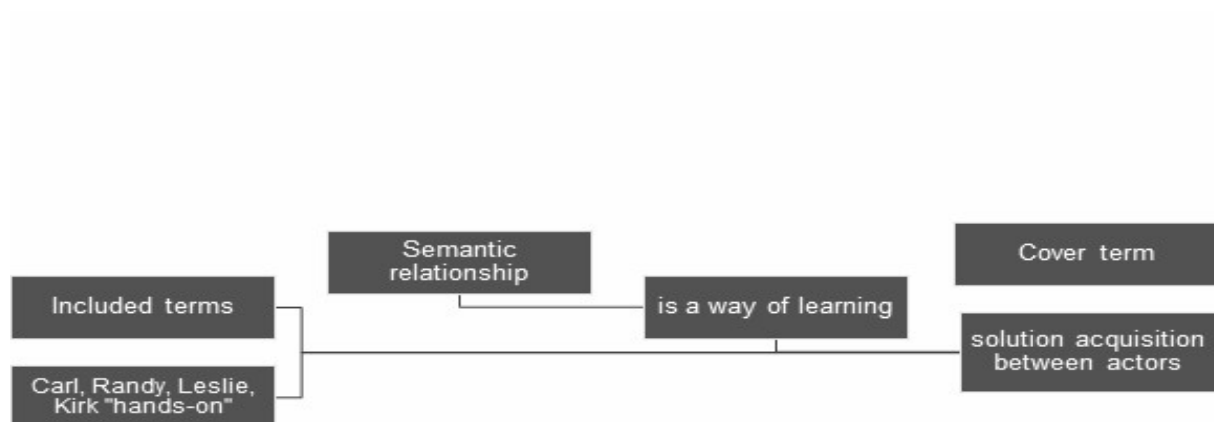 Semantic
relationship
Cover term
Included terms
is a way of learning
solution acquisition
between actors
Carl, Randy, Leslie,
Kirk "hands-on"